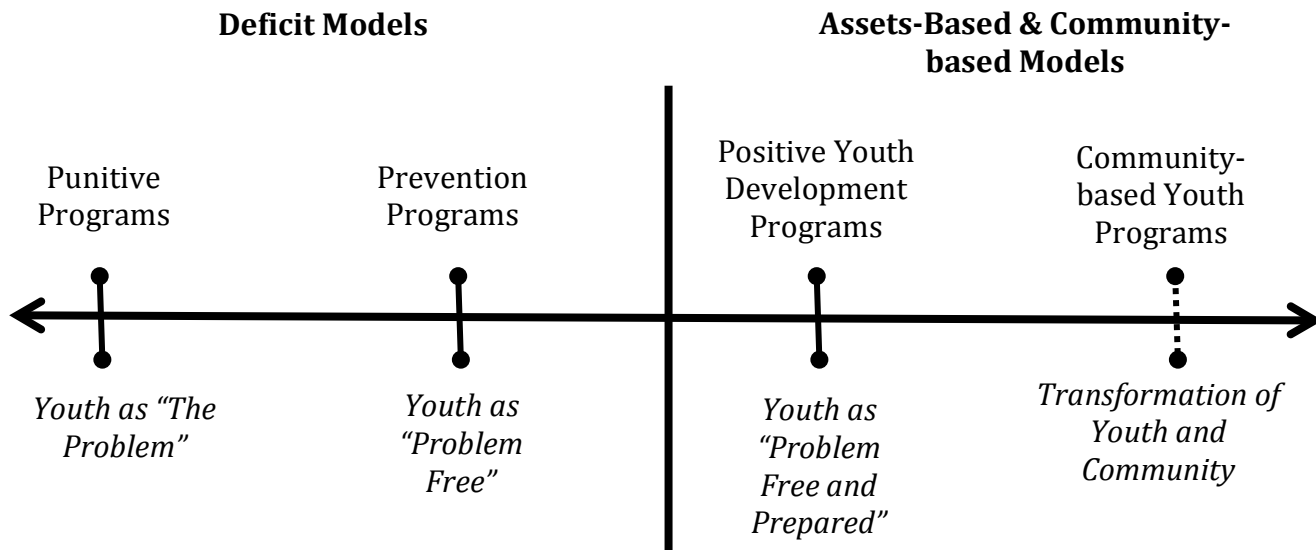 Deficit Models
Assets-Based & Community-
based Models
Punitive
Programs
Prevention
Programs
Positive Youth
Development
Programs
Community-
based Youth
Programs
Youth as “The
Problem”
Youth as
“Problem
Free”
Youth as
“Problem
Free and
Prepared”
Transformation of
Youth and
Community